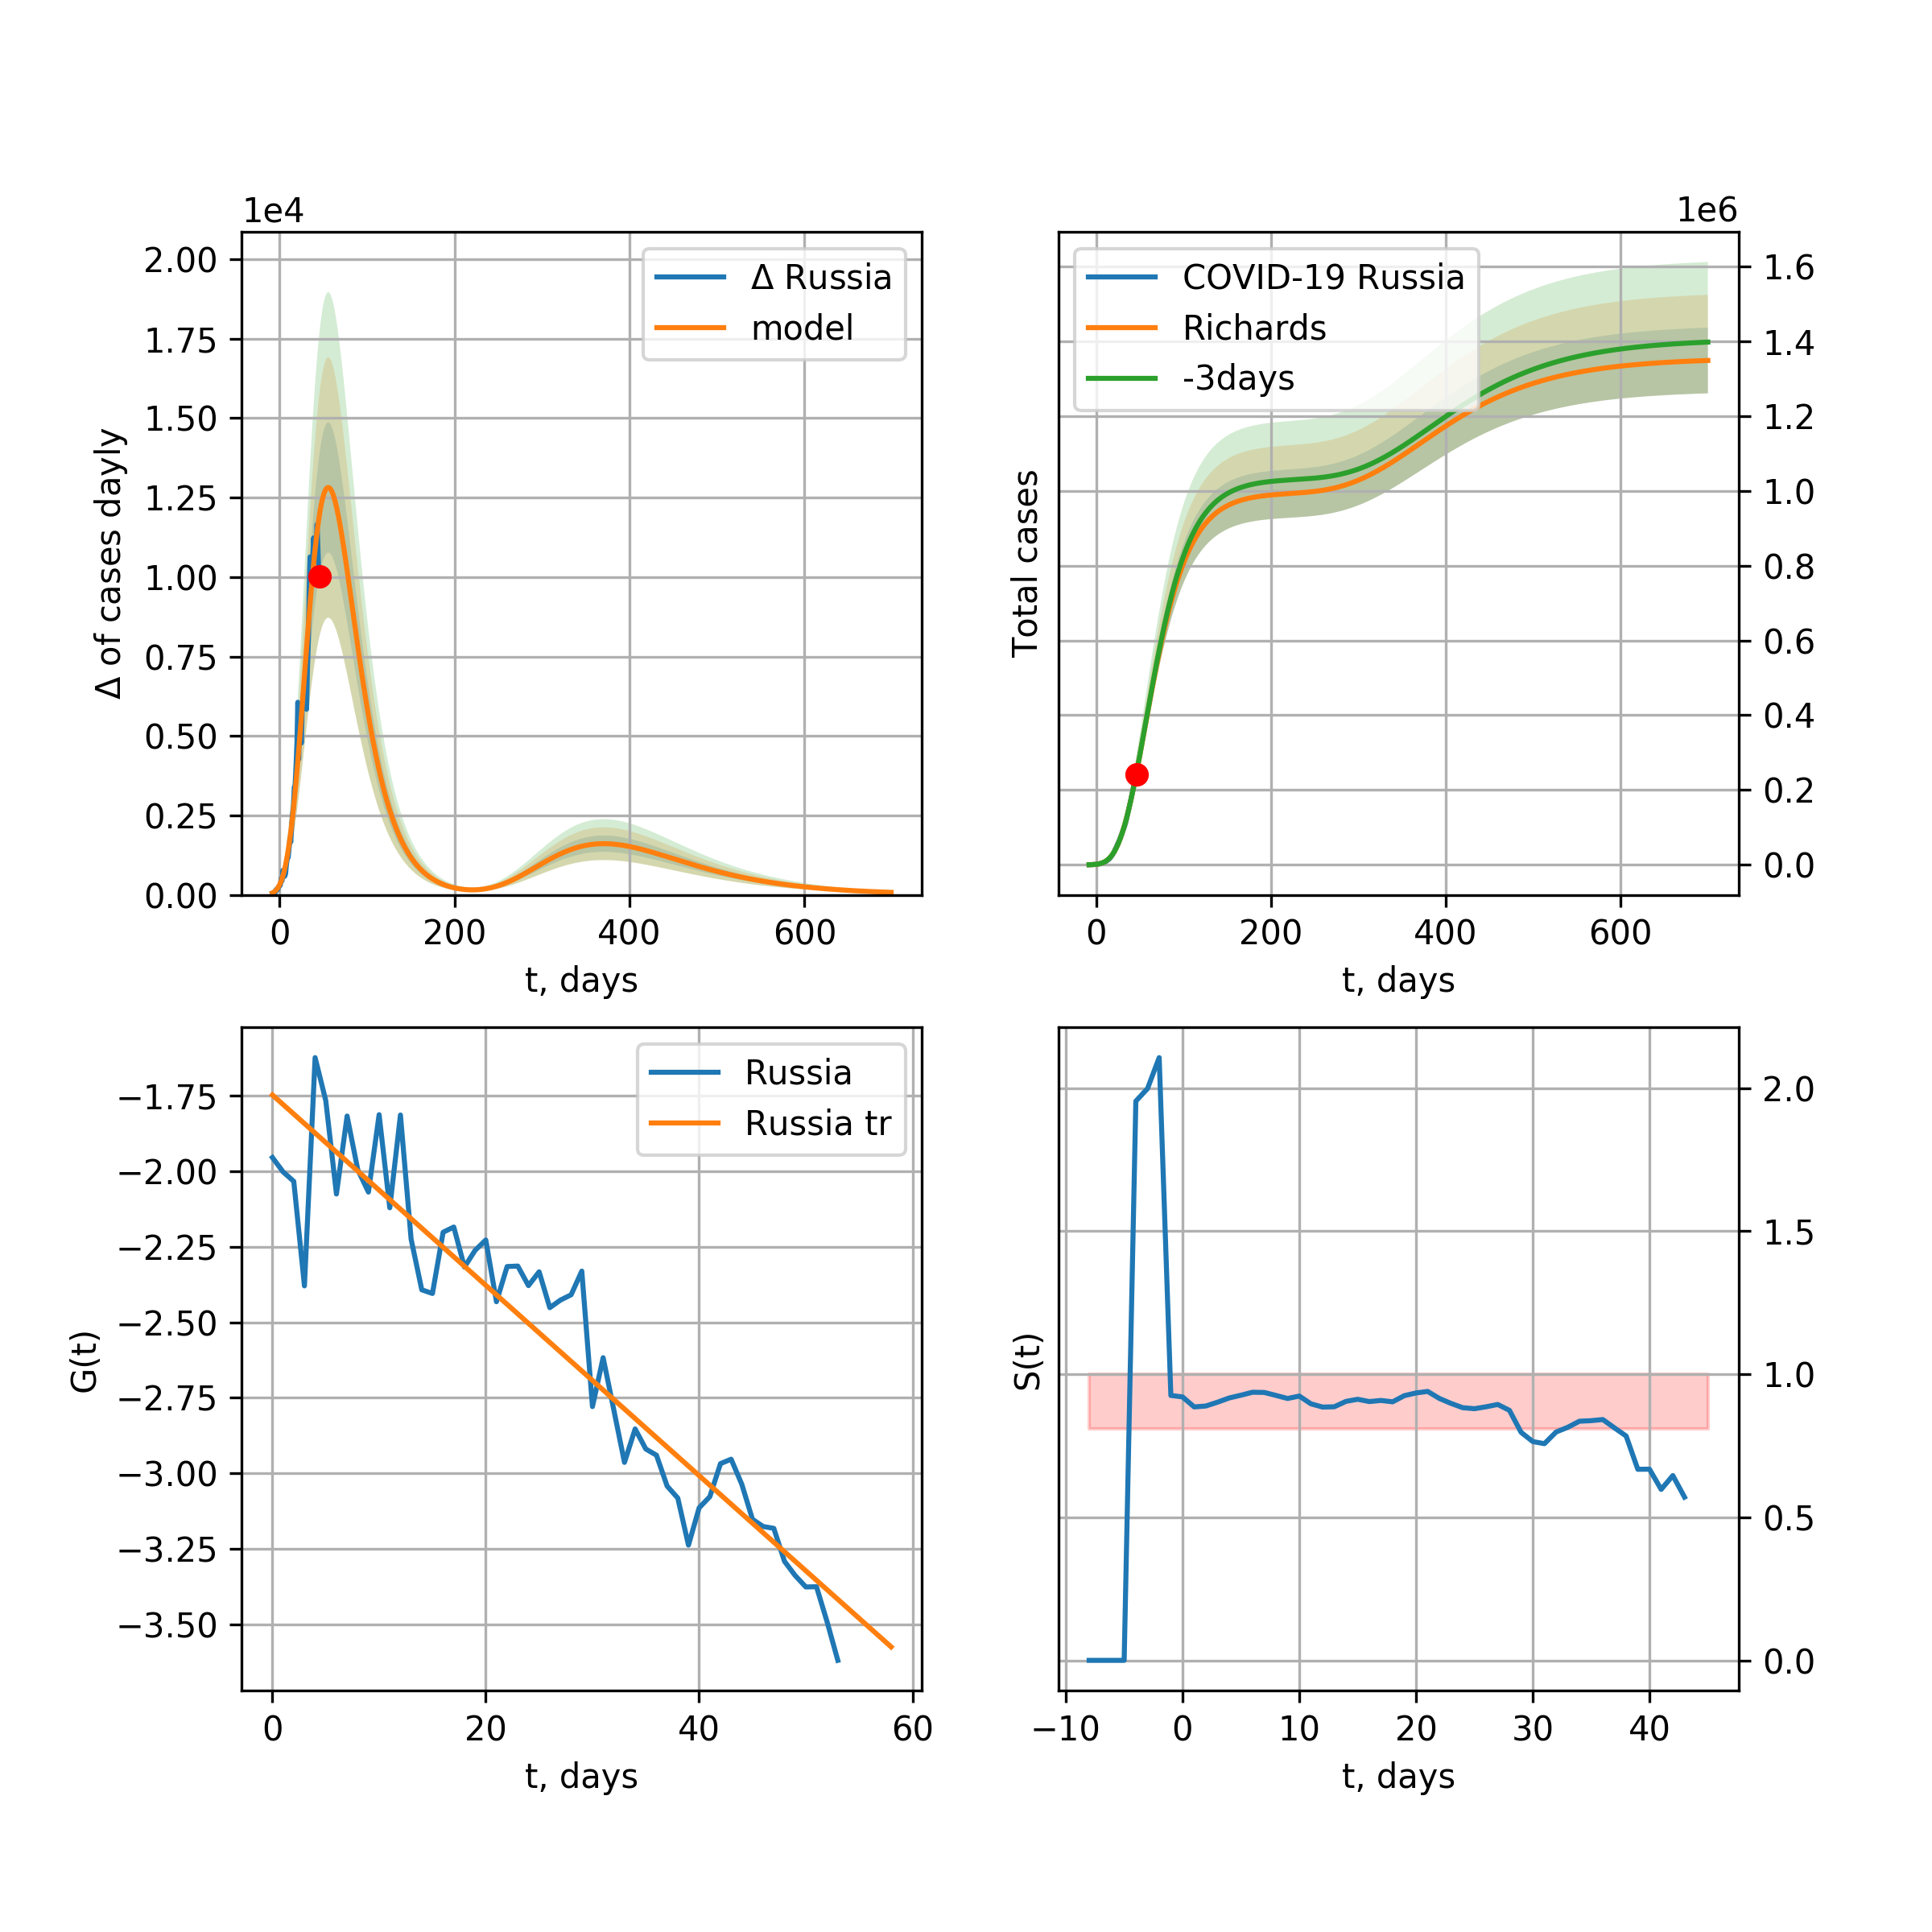 1e4
2.00
1.75
1.50
1.25
1.00
0.75
0.50
0.25
0.00
Δ of cases dayly
Δ Russia
model
0 200 400 600
t, days
1e6
COVID-19 Russia
Richards
-3days
Total cases
1.6
1.4
1.2
1.0
0.8
0.6
0.4
0.2
0.0
0 200 400 600
t, days
Russia
Russia tr
G(t)
−1.75
−2.00
−2.25
−2.50
−2.75
−3.00
−3.25
−3.50
0 20 40 60
t, days
S(t)
2.0
1.5
1.0
0.5
0.0
−10 0 10 20 30 40
t, days